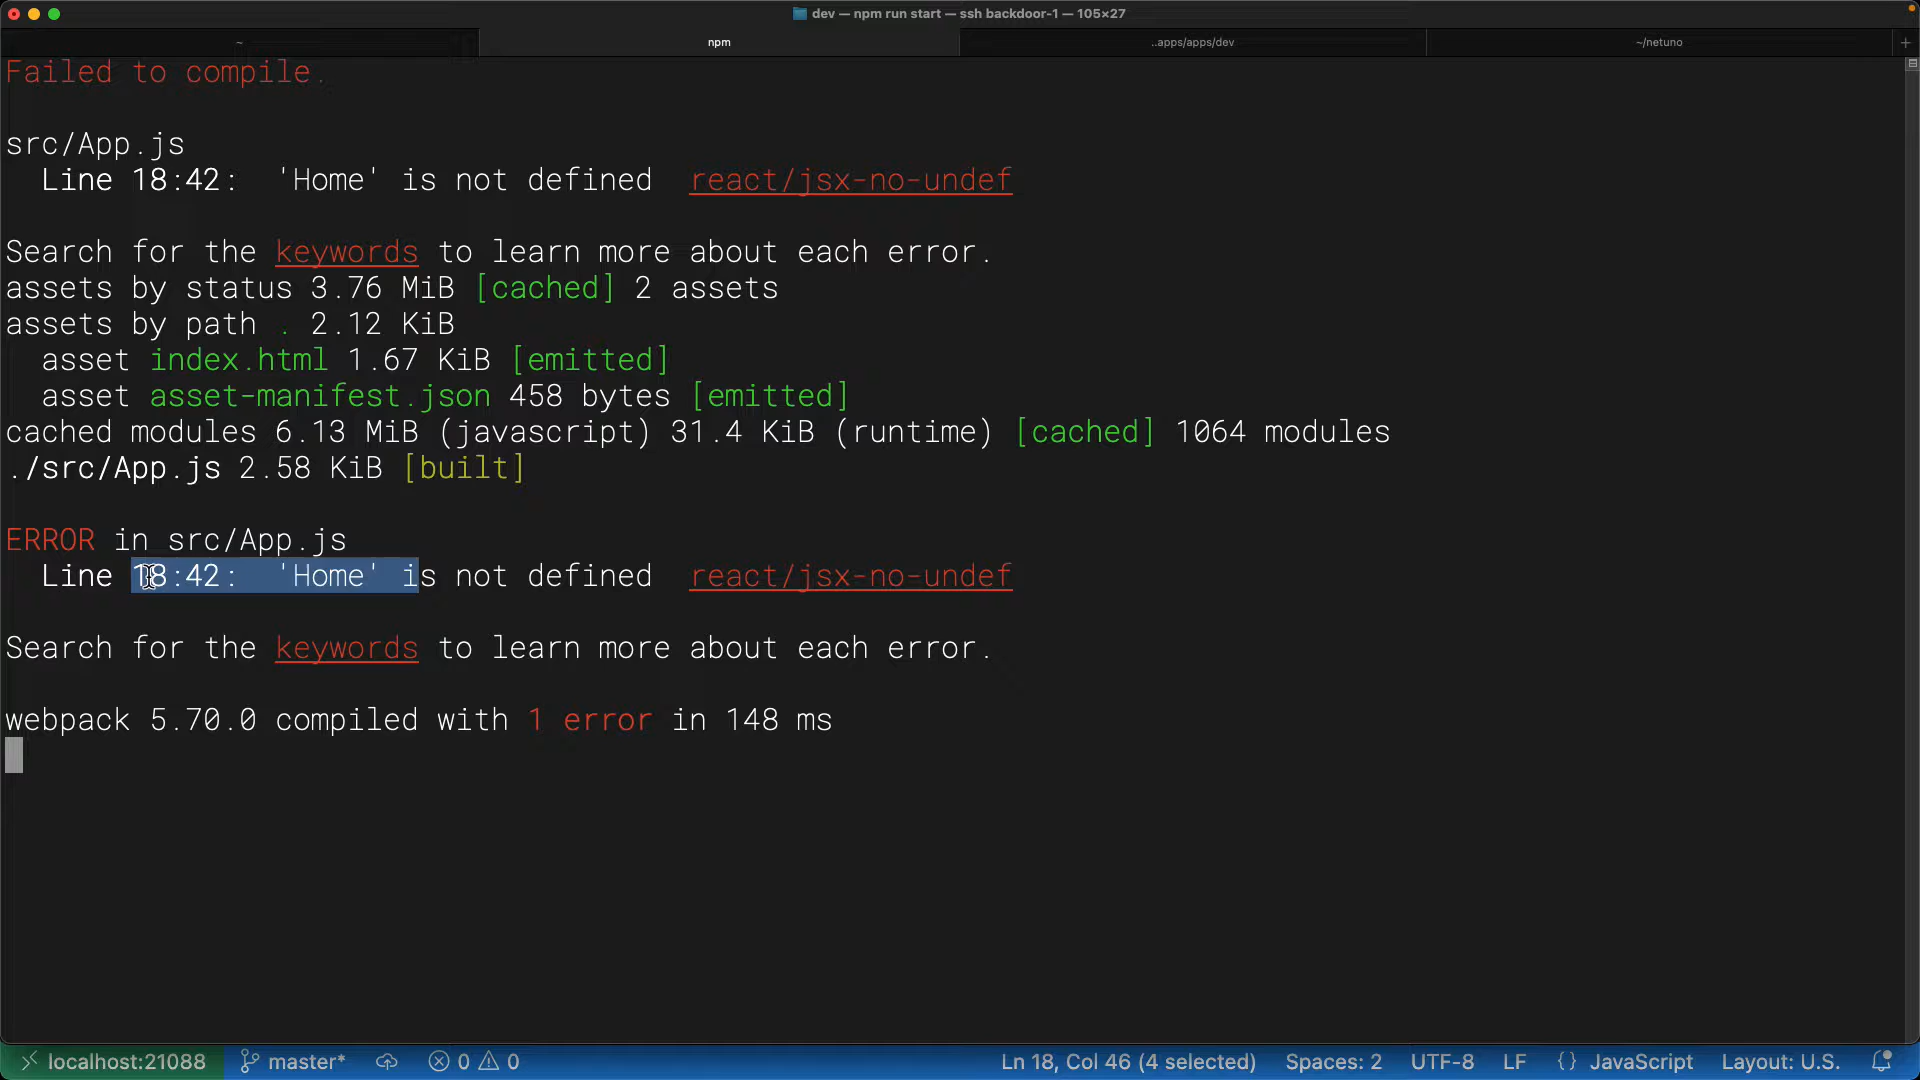 dev — npm run start — ssh backdoor-1 — 105×27
~
npm
..apps/apps/dev
~/netuno
+
Failed to compile.
src/App.js
Line 18:42:  'Home' is not defined  react/jsx-no-undef
Search for the keywords to learn more about each error.
assets by status 3.76 MiB [cached] 2 assets
assets by path . 2.12 KiB
asset index.html 1.67 KiB [emitted]
asset asset-manifest.json 458 bytes [emitted]
cached modules 6.13 MiB (javascript) 31.4 KiB (runtime) [cached] 1064 modules
./src/App.js 2.58 KiB [built]
ERROR in src/App.js
Line 18:42:  'Home' is not defined  react/jsx-no-undef
Search for the keywords to learn more about each error.
webpack 5.70.0 compiled with 1 error in 148 ms
localhost:21088 master* 0 0 Ln 18, Col 46 (4 selected) Spaces: 2 UTF-8 LF {} JavaScript Layout: U.S.